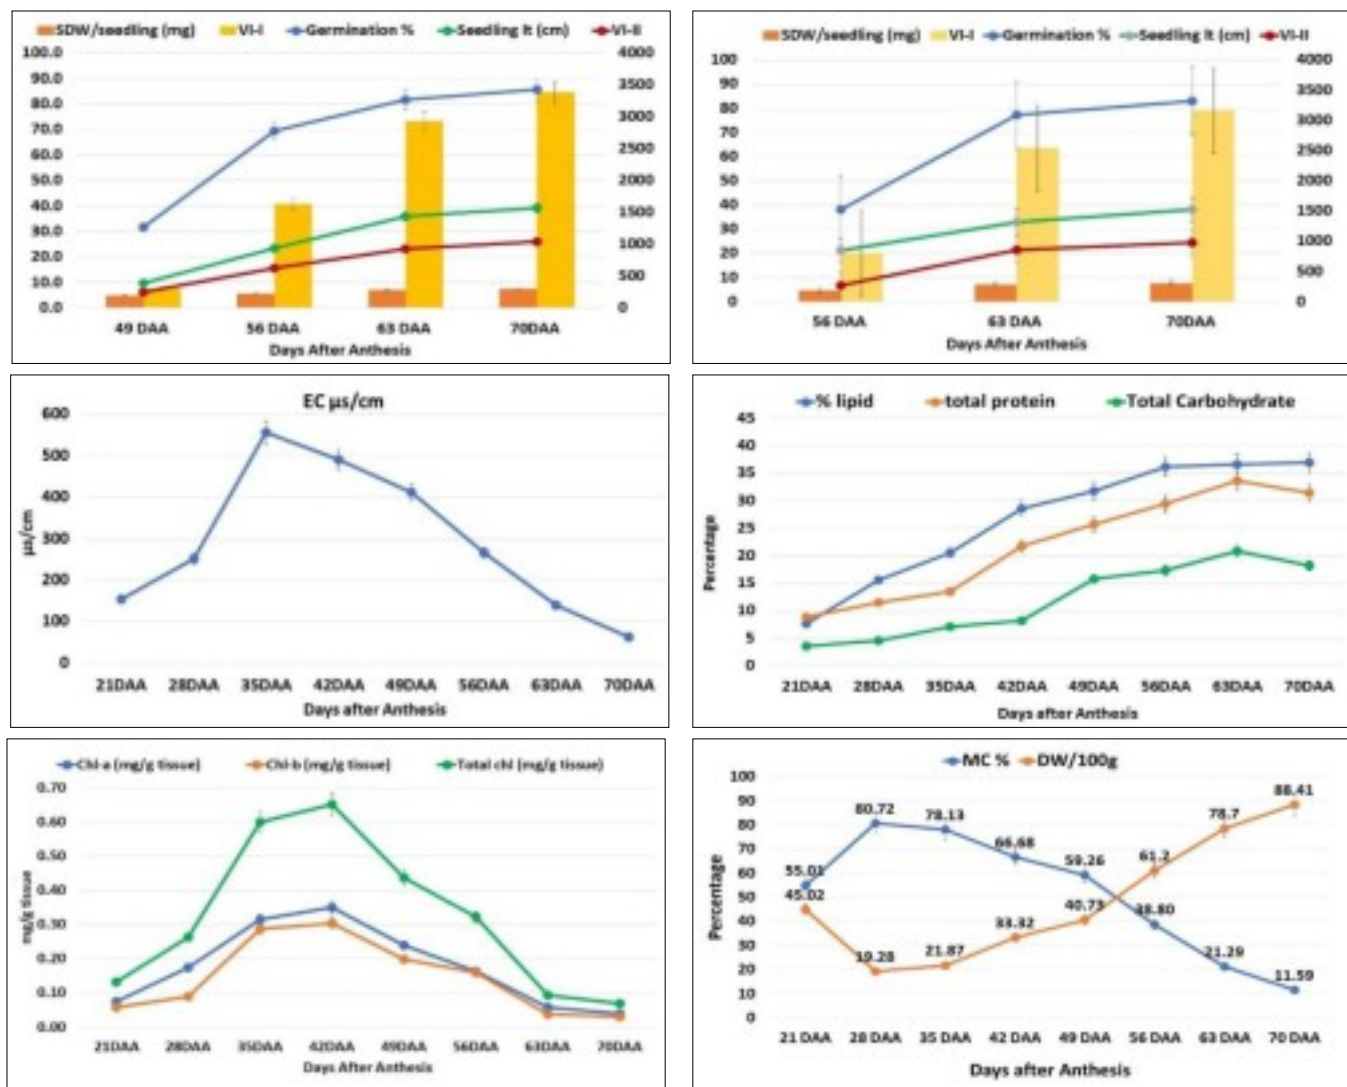 SDW/seedling (mg) VI-I Germination % Seedling lt (cm) VI-II
100.0 4000
90.0 3500
80.0 3000
70.0
60.0 2500
50.0 2000
40.0 1500
30.0
20.0 1000
10.0 500
0.0 0
49 DAA 56 DAA 63 DAA 70DAA
Days After Anthesis
SDW/seedling (mg) VI-I Germination % Seedling lt (cm) VI-II
100 4000
90 3500
80 3000
70
60 2500
50 2000
40 1500
30
20 1000
10 500
0 0
56 DAA 63 DAA 70DAA
Days After Anthesis
EC µs/cm
600
500
400
300
200
100
0
µs/cm
21DAA 28DAA 35DAA 42DAA 49DAA 56DAA 63DAA 70DAA
Days after Anthesis
% lipid total protein Total Carbohydrate
45
40
35
30
25
20
15
10
5
0
Percentage
21DAA 28DAA 35DAA 42DAA 49DAA 56DAA 63DAA 70DAA
Days after Anthesis
Chl-a (mg/g tissue) Chl-b (mg/g tissue) Total chl (mg/g tissue)
0.70
0.60
0.50
0.40
0.30
0.20
0.10
0.00
mg/g tissue
21DAA 28DAA 35DAA 42DAA 49DAA 56DAA 63DAA 70DAA
Days After Anthesis
MC % DW/100g
100
90
80
70
60
50
40
30
20
10
0
Percentage
55.01 80.72 78.13 66.68 59.26 38.80 21.29 11.59
45.02 19.28 21.87 33.32 40.73 61.2 78.7 88.41
21 DAA 28 DAA 35 DAA 42 DAA 49 DAA 56 DAA 63 DAA 70 DAA
Days after Anthesis